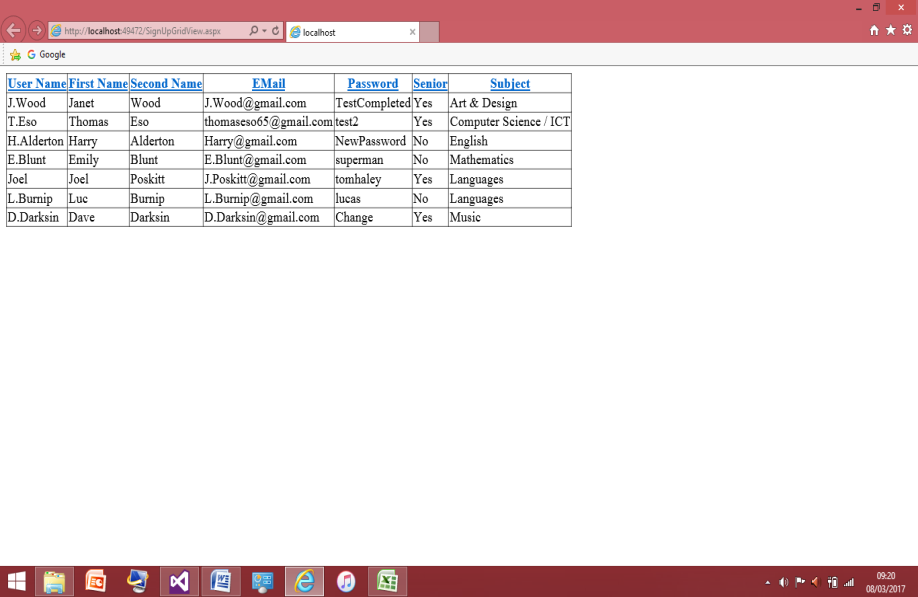 http://localhost:49472/SignUpGridView.aspx
localhost
Google
User Name First Name Second Name EMail Password Senior Subject
J.Wood Janet Wood J.Wood@gmail.com TestCompleted Yes Art & Design
T.Eso Thomas Eso thomaseso65@gmail.com test2 Yes Computer Science / ICT
H.Alderton Harry Alderton Harry@gmail.com NewPassword No English
E.Blunt Emily Blunt E.Blunt@gmail.com superman No Mathematics
Joel Joel Poskitt J.Poskitt@gmail.com tomhaley Yes Languages
L.Burnip Luc Burnip L.Burnip@gmail.com lucas No Languages
D.Darksin Dave Darksin D.Darksin@gmail.com Change Yes Music
09:20
08/03/2017